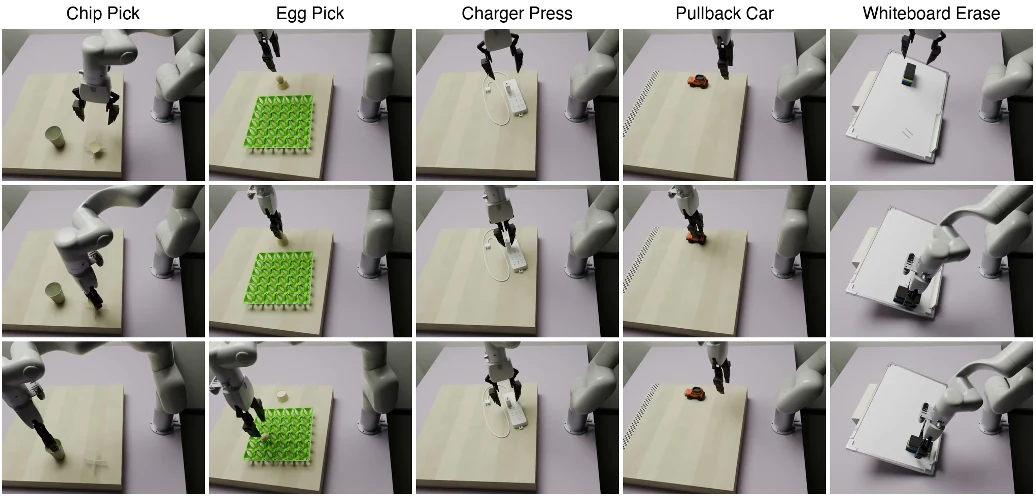 Chip Pick
Egg Pick
Charger Press
Pullback Car
Whiteboard Erase